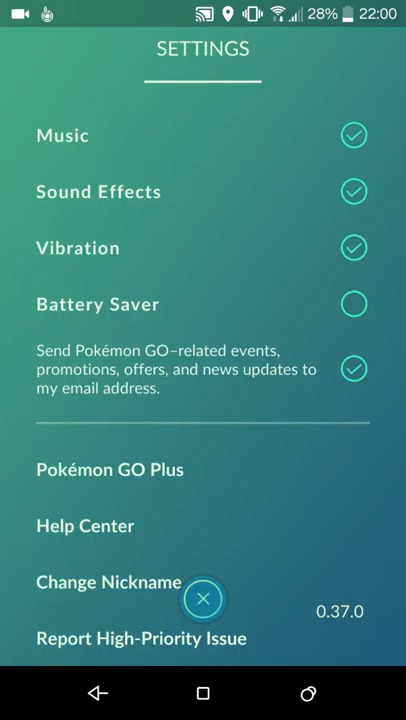 28% 22:00
SETTINGS
Music
Sound Effects
Vibration
Battery Saver
Send Pokémon GO–related events,
promotions, offers, and news updates to
my email address.
Pokémon GO Plus
Help Center
Change Nickname
0.37.0
Report High-Priority Issue